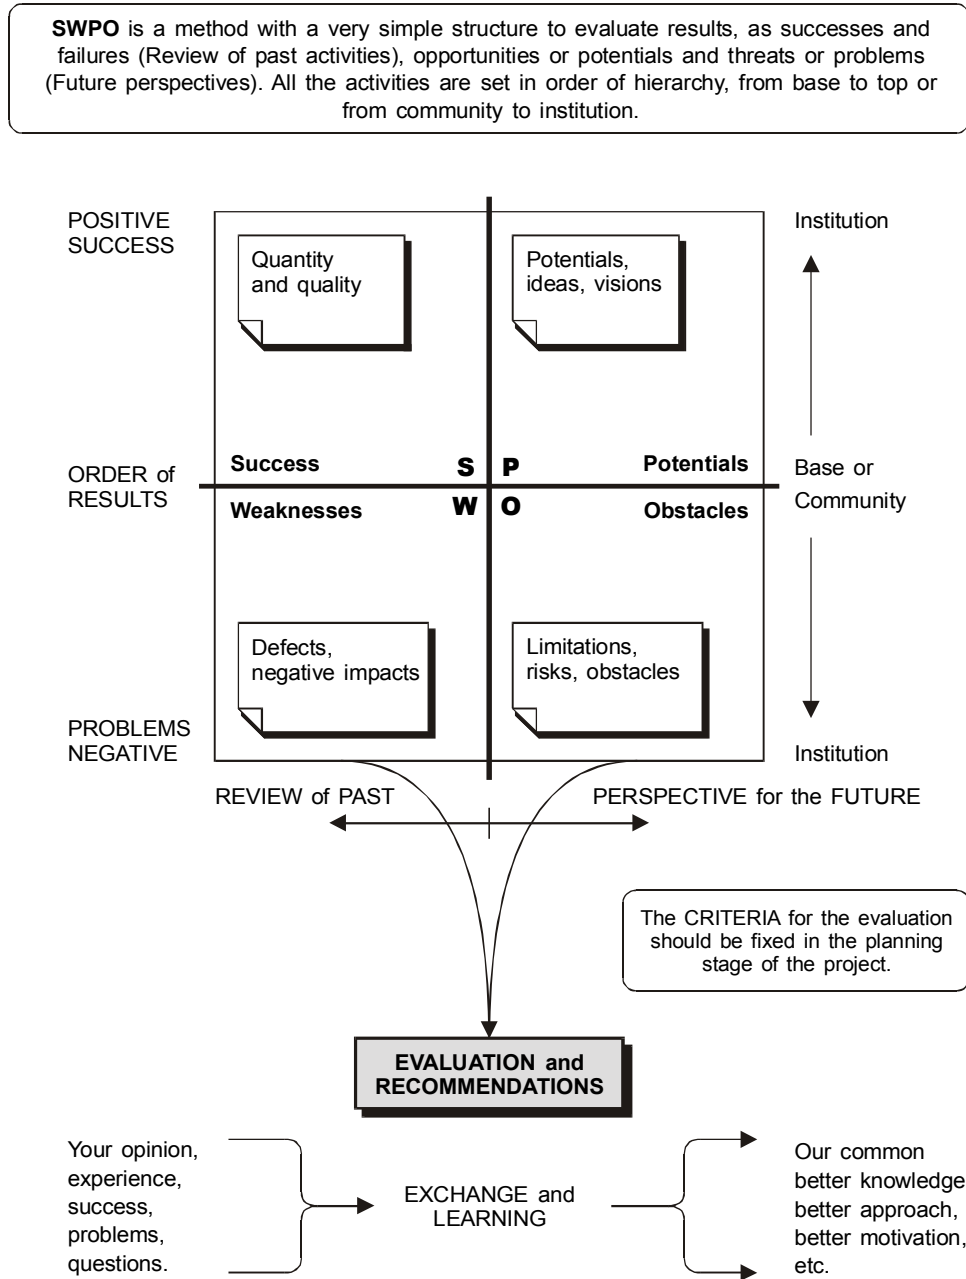 SWPO is a method with a very simple structure to evaluate results, as successes and
failures (Review of past activities), opportunities or potentials and threats or problems
(Future perspectives). All the activities are set in order of hierarchy, from base to top or
from community to institution.
POSITIVE
SUCCESS
Quantity
and quality
Potentials,
ideas, visions
Institution
ORDER of
RESULTS
Success
S
P
Potentials
Weaknesses
W
O
Obstacles
Base or
Community
Defects,
negative impacts
Limitations,
risks, obstacles
PROBLEMS
NEGATIVE
Institution
REVIEW of PAST
PERSPECTIVE for the FUTURE
The CRITERIA for the evaluation
should be fixed in the planning
stage of the project.
EVALUATION and
RECOMMENDATIONS
Your opinion,
experience,
success,
problems,
questions.
EXCHANGE and
LEARNING
Our common
better knowledge
better approach,
better motivation,
etc.